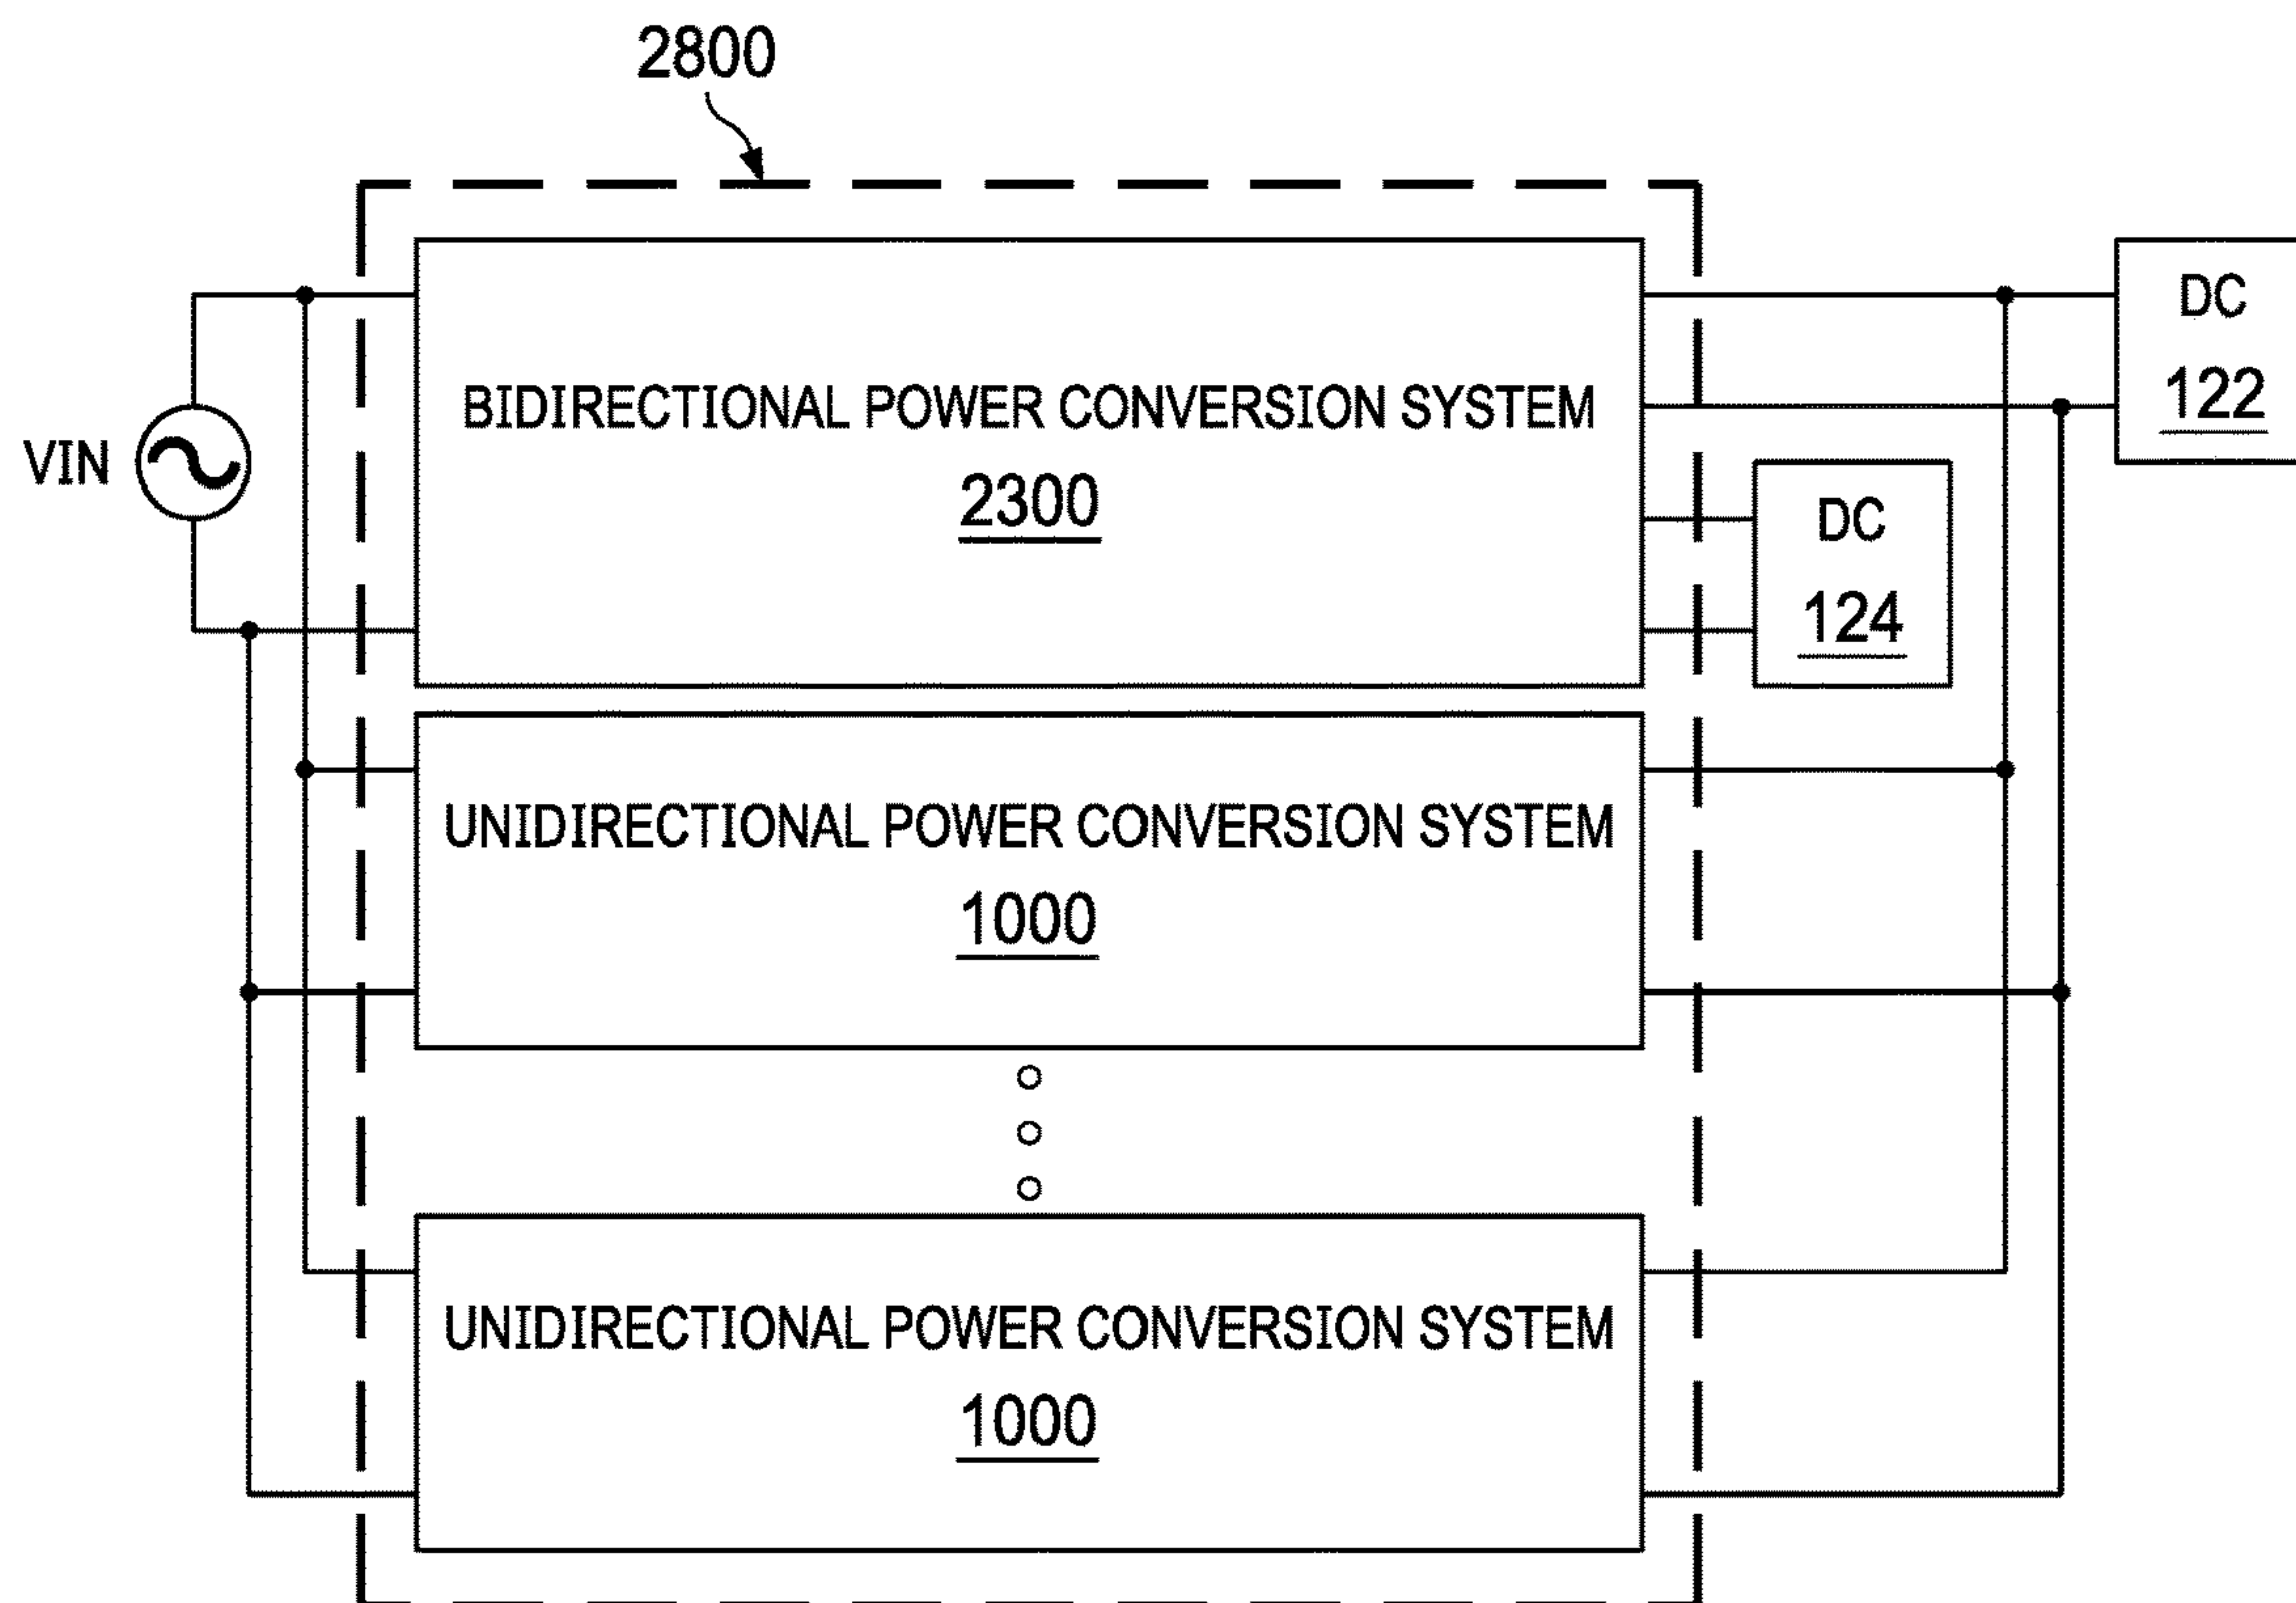 2800
BIDIRECTIONAL POWER CONVERSION SYSTEM
2300
VIN
DC
122
DC
124
UNIDIRECTIONAL POWER CONVERSION SYSTEM
1000
UNIDIRECTIONAL POWER CONVERSION SYSTEM
1000